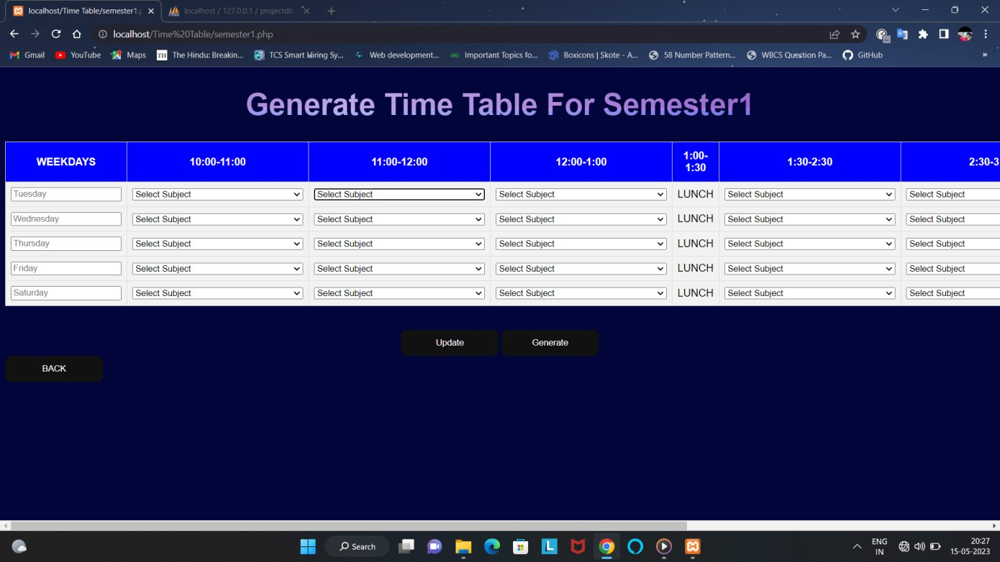 localhost/Time Table/semester1.p
localhost / 127.0.0.1 / projectdb
localhost/Time%20Table/semester1.php
Gmail YouTube Maps TH The Hindu: Breakin... TCS Smart Hiring Sy... Web development... Important Topics fo... Boxicons | Skote - A... 58 Number Pattern... WBCS Question Pa... GitHub »
Generate Time Table For Semester1
WEEKDAYS 10:00-11:00 11:00-12:00 12:00-1:00 1:00-1:30 1:30-2:30 2:30-3
Tuesday Select Subject Select Subject Select Subject LUNCH Select Subject Select Subject
Wednesday Select Subject Select Subject Select Subject LUNCH Select Subject Select Subject
Thursday Select Subject Select Subject Select Subject LUNCH Select Subject Select Subject
Friday Select Subject Select Subject Select Subject LUNCH Select Subject Select Subject
Saturday Select Subject Select Subject Select Subject LUNCH Select Subject Select Subject
Update Generate
BACK
Search
L
ENG
IN
20:27
15-05-2023